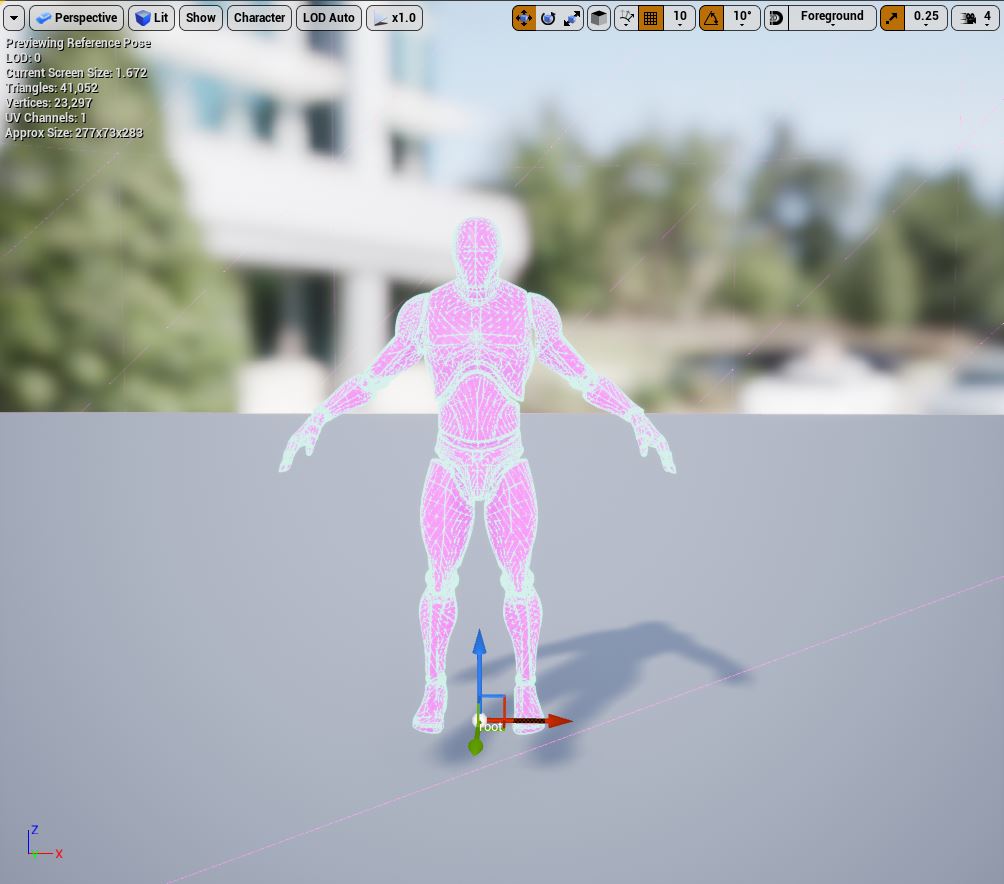 Perspective Lit Show Character LOD Auto x1.0 10 10° Foreground 0.25 4
Previewing Reference Pose
LOD: 0
Current Screen Size: 1.672
Triangles: 41,052
Vertices: 23,297
UV Channels: 1
Approx Size: 277x73x283
root
Z
Y
X